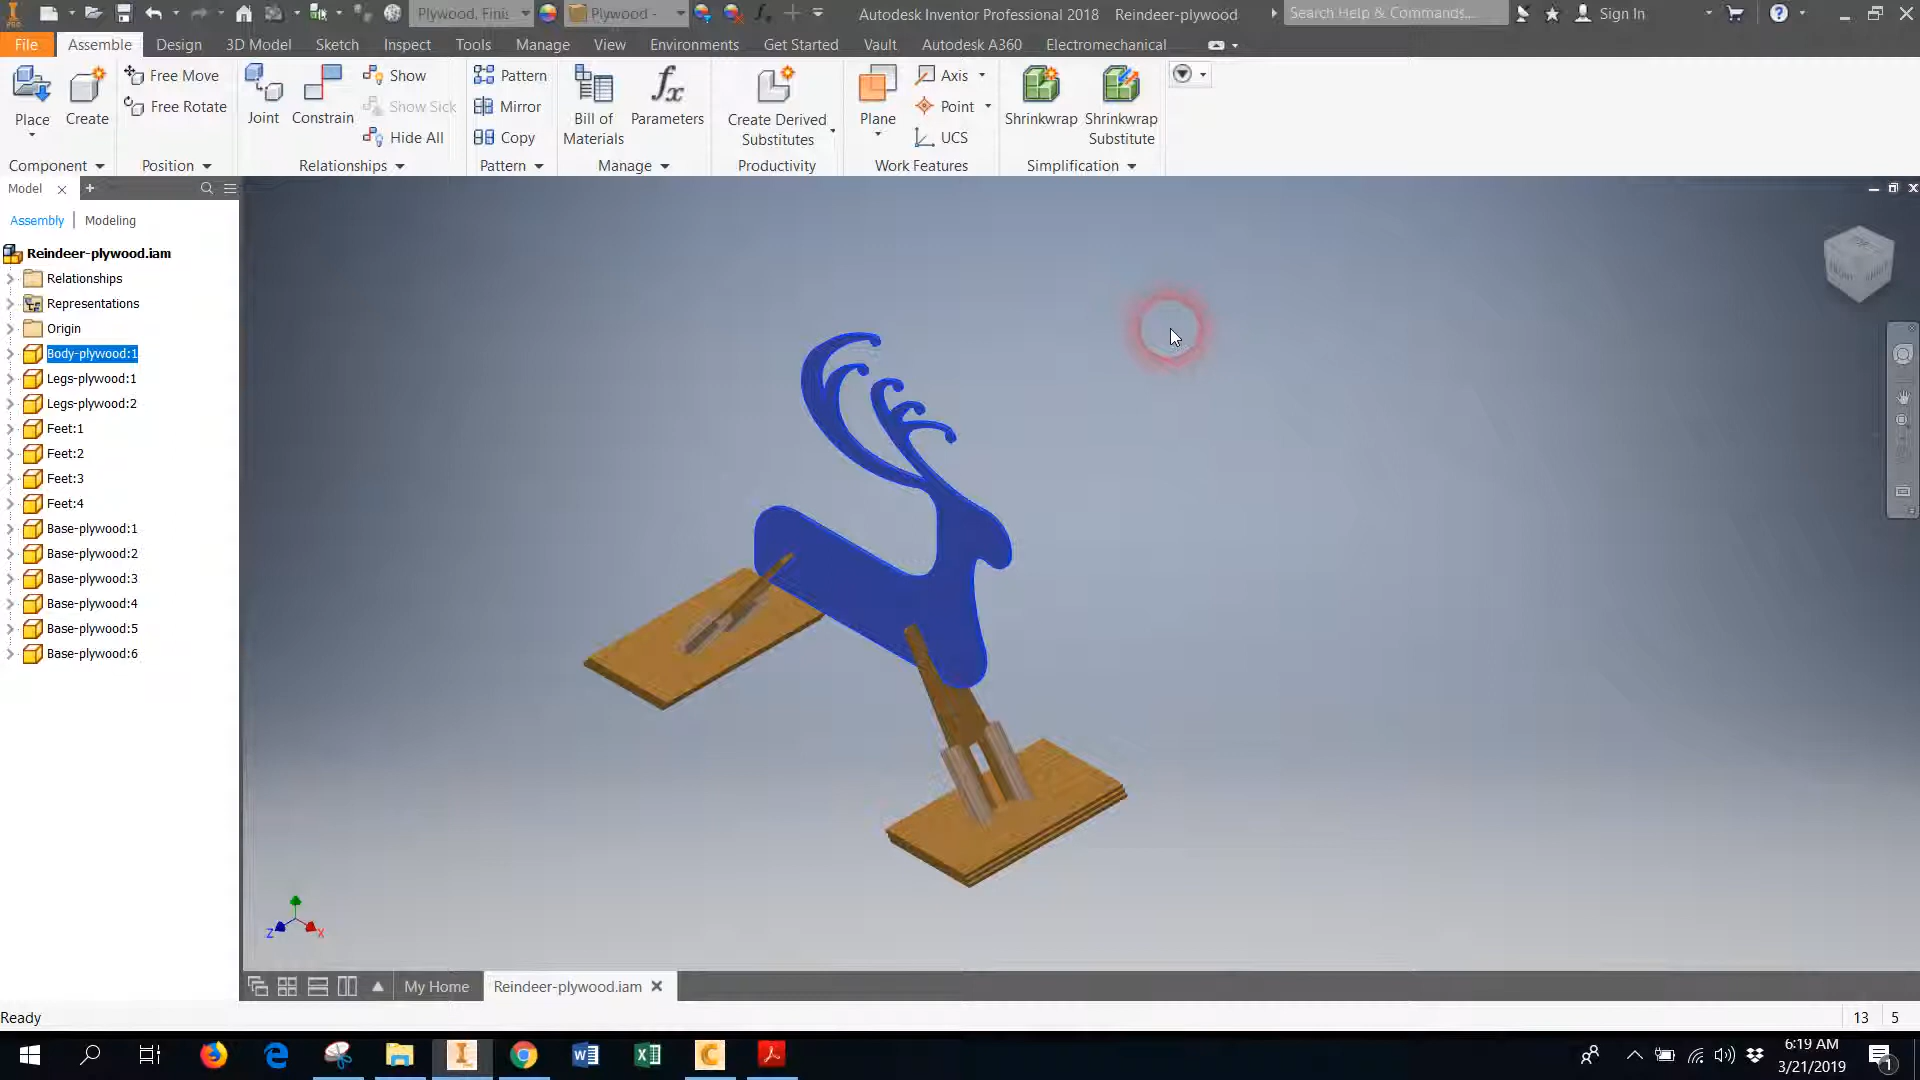 Plywood, Finis
Plywood -
Autodesk Inventor Professional 2018 Reindeer-plywood
Search Help & Commands...
Sign In
File Assemble Design 3D Model Sketch Inspect Tools Manage View Environments Get Started Vault Autodesk A360 Electromechanical
Place
Create
Free Move
Free Rotate
Joint
Constrain
Show
Show Sick
Hide All
Pattern
Mirror
Copy
Bill of
Materials
Parameters
Create Derived
Substitutes
Plane
Axis
Point
UCS
Shrinkwrap
Shrinkwrap
Substitute
Component Position Relationships Pattern Manage Productivity Work Features Simplification
Model
Assembly Modeling
Reindeer-plywood.iam
Relationships
Representations
Origin
Body-plywood:1
Legs-plywood:1
Legs-plywood:2
Feet:1
Feet:2
Feet:3
Feet:4
Base-plywood:1
Base-plywood:2
Base-plywood:3
Base-plywood:4
Base-plywood:5
Base-plywood:6
Z X
My Home
Reindeer-plywood.iam
Ready
13 5
6:19 AM
3/21/2019
1